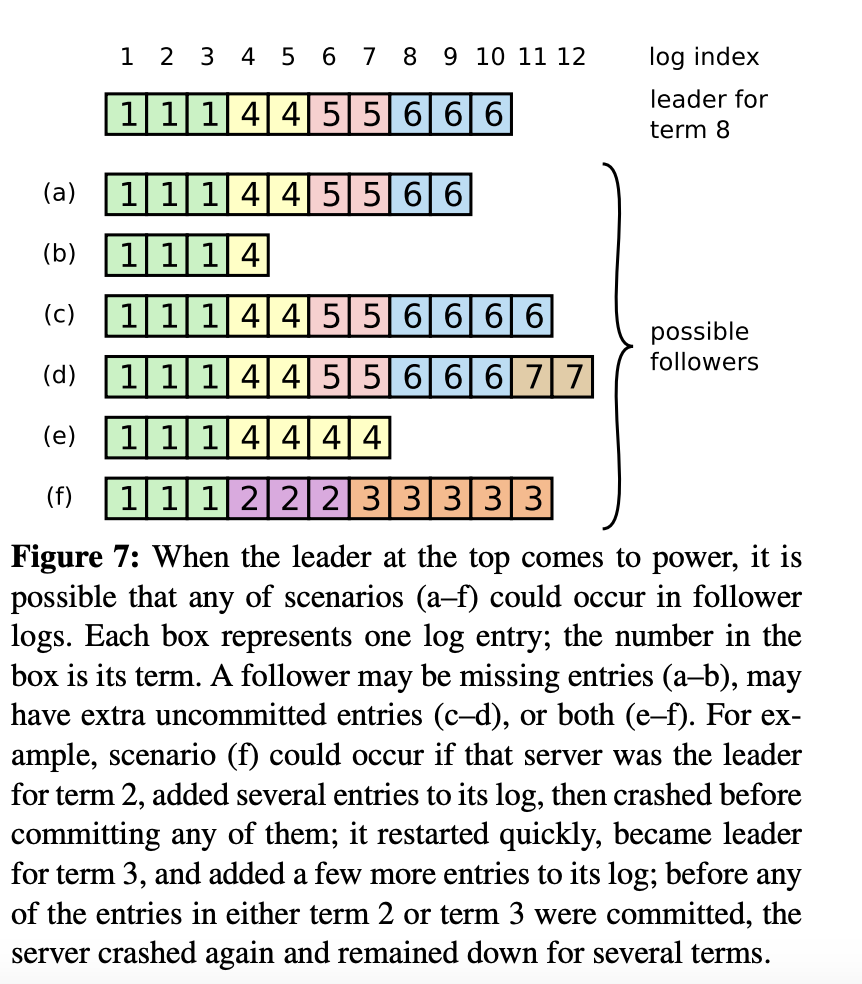 1 2 3 4 5 6 7 8 9 10 11 12 log index
1 1 1 4 4 5 5 6 6 6 leader for
term 8
(a) 1 1 1 4 4 5 5 6 6
(b) 1 1 1 4
(c) 1 1 1 4 4 5 5 6 6 6 6
(d) 1 1 1 4 4 5 5 6 6 6 7 7
(e) 1 1 1 4 4 4 4
(f) 1 1 1 2 2 2 3 3 3 3 3
possible
followers
Figure 7: When the leader at the top comes to power, it is
possible that any of scenarios (a–f) could occur in follower
logs. Each box represents one log entry; the number in the
box is its term. A follower may be missing entries (a–b), may
have extra uncommitted entries (c–d), or both (e–f). For ex-
ample, scenario (f) could occur if that server was the leader
for term 2, added several entries to its log, then crashed before
committing any of them; it restarted quickly, became leader
for term 3, and added a few more entries to its log; before any
of the entries in either term 2 or term 3 were committed, the
server crashed again and remained down for several terms.